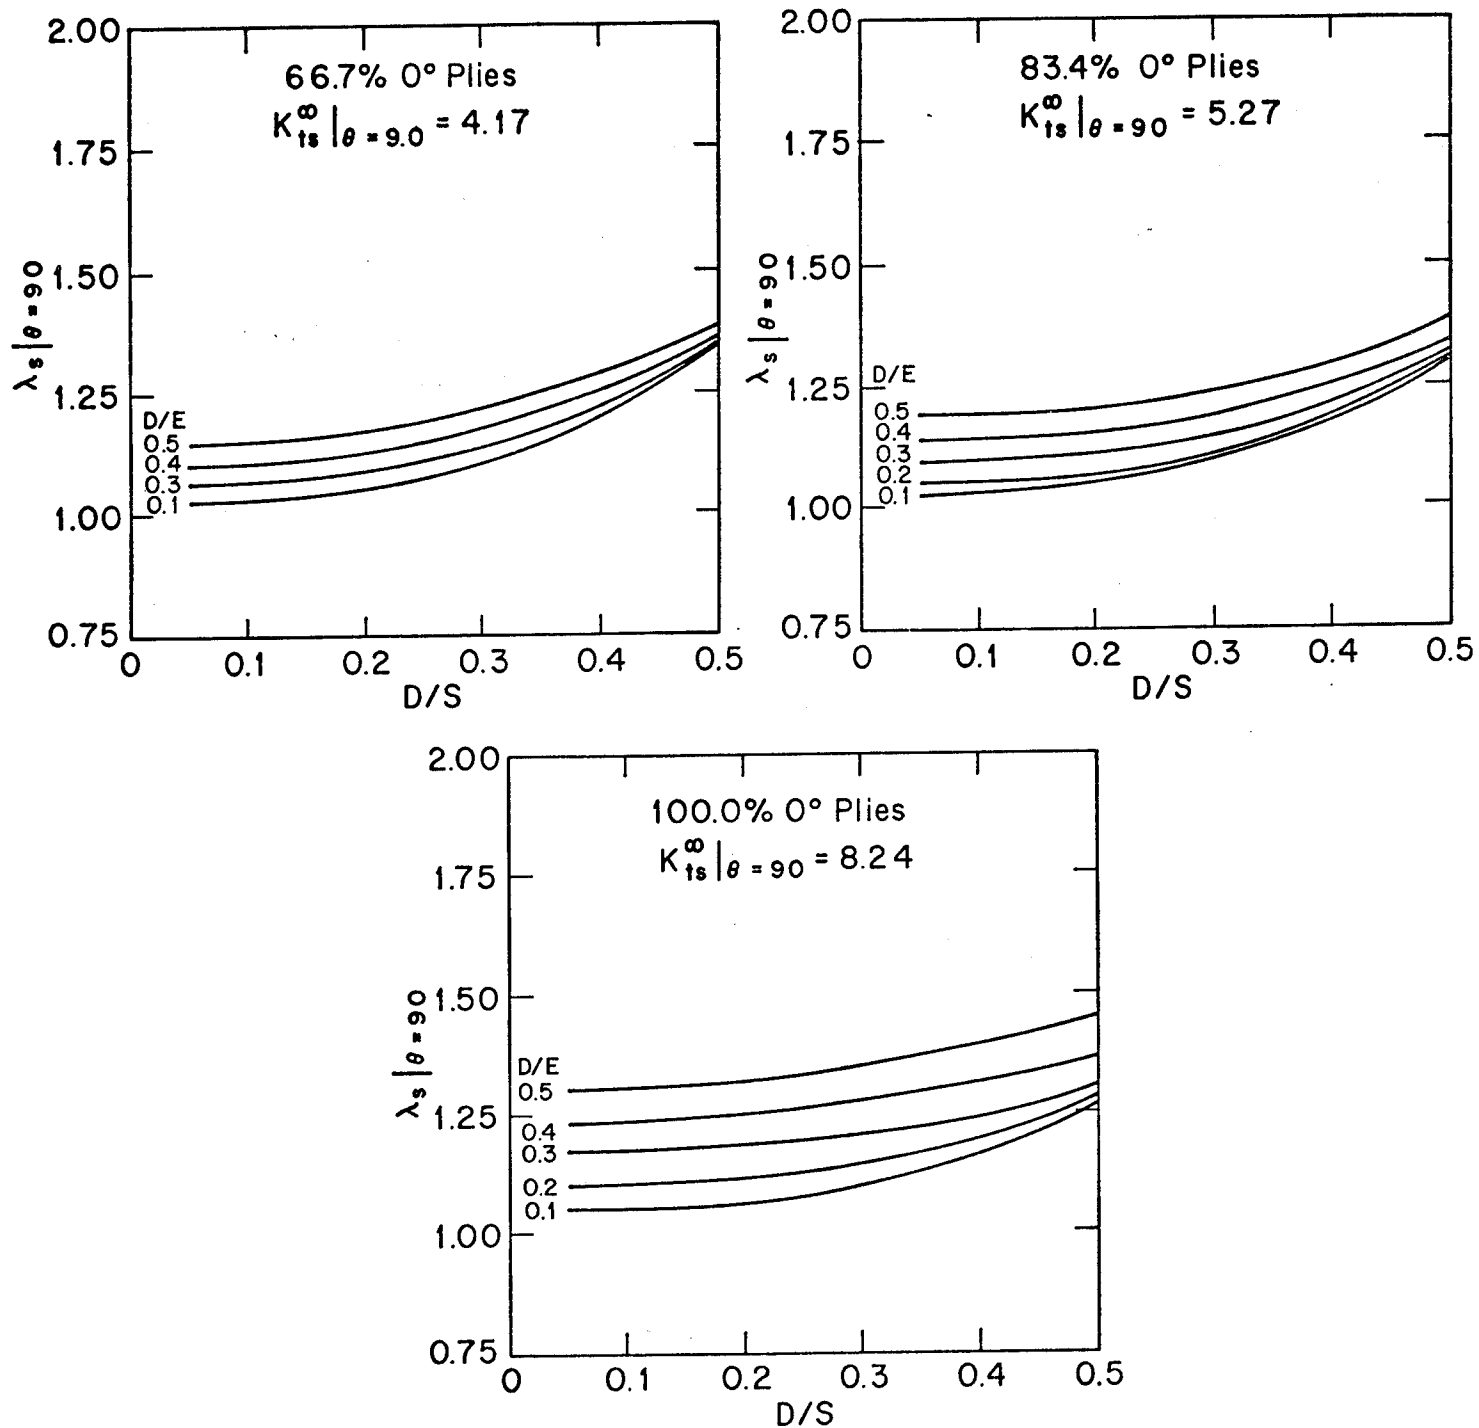 2.00
1.75
1.50
1.25
1.00
0.75
λs|θ = 90
66.7% 0° Plies
K∞ts|θ = 9.0 = 4.17
D/E
0.5
0.4
0.3
0.1
0 0.1 0.2 0.3 0.4 0.5
D/S
2.00
1.75
1.50
1.25
1.00
0.75
λs|θ = 90
83.4% 0° Plies
K∞ts|θ = 90 = 5.27
D/E
0.5
0.4
0.3
0.2
0.1
0 0.1 0.2 0.3 0.4 0.5
D/S
2.00
1.75
1.50
1.25
1.00
0.75
λs|θ = 90
100.0% 0° Plies
K∞ts|θ = 90 = 8.24
D/E
0.5
0.4
0.3
0.2
0.1
0 0.1 0.2 0.3 0.4 0.5
D/S